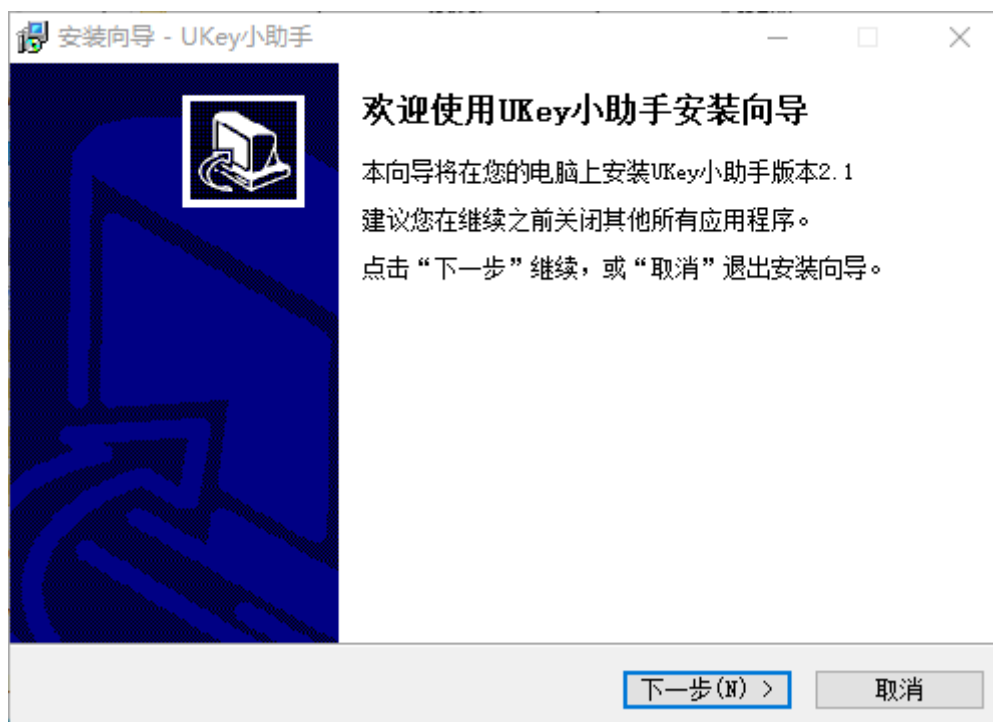 安装向导 - UKey小助手
欢迎使用UKey小助手安装向导
本向导将在您的电脑上安装UKey小助手版本2.1
建议您在继续之前关闭其他所有应用程序。
点击“下一步”继续，或“取消”退出安装向导。
下一步(N) >
取消